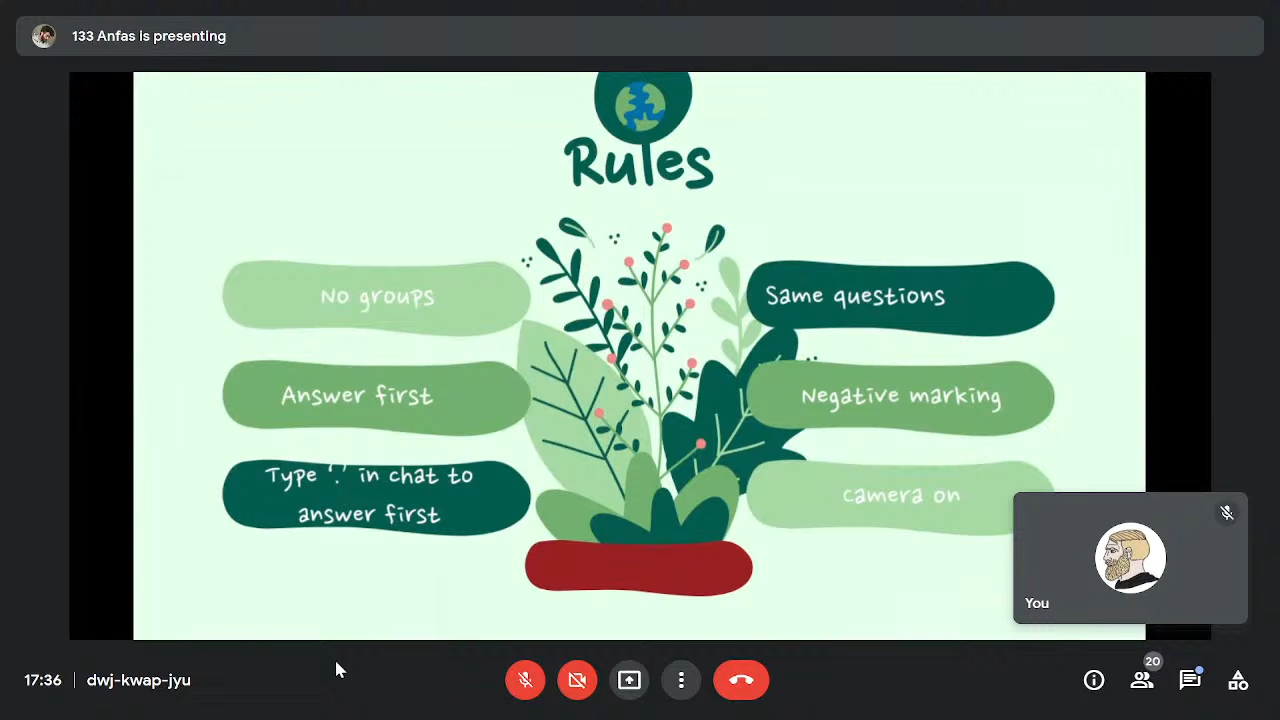 133 Anfas is presenting
Rules
No groups
Same questions
Answer first
Negative marking
Type '.' in chat to
answer first
camera on
You
17:36
dwj-kwap-jyu
20